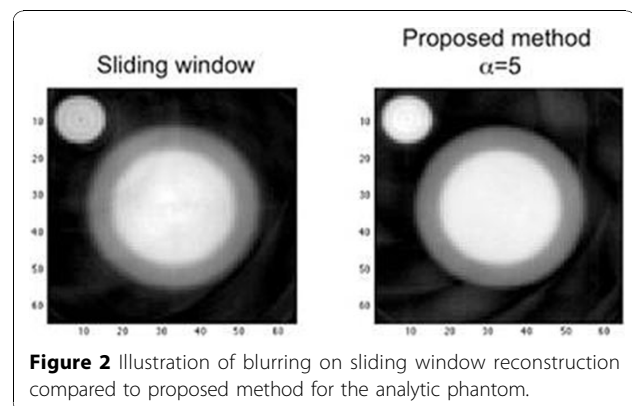 Sliding window
Proposed method
α=5
10
20
30
40
50
60
10 20 30 40 50 60
10
20
30
40
50
60
10 20 30 40 50 60
Figure 2 Illustration of blurring on sliding window reconstruction
compared to proposed method for the analytic phantom.